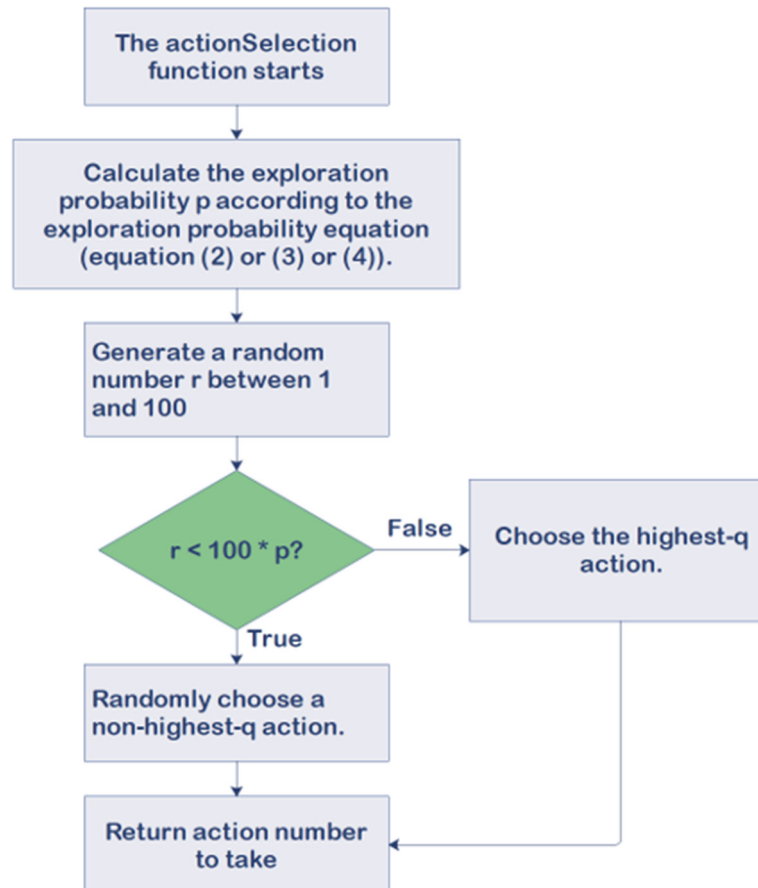 The actionSelection
function starts
Calculate the exploration
probability p according to the
exploration probability equation
(equation (2) or (3) or (4)).
Generate a random
number r between 1
and 100
r < 100 * p?
False
Choose the highest-q
action.
True
Randomly choose a
non-highest-q action.
Return action number
to take